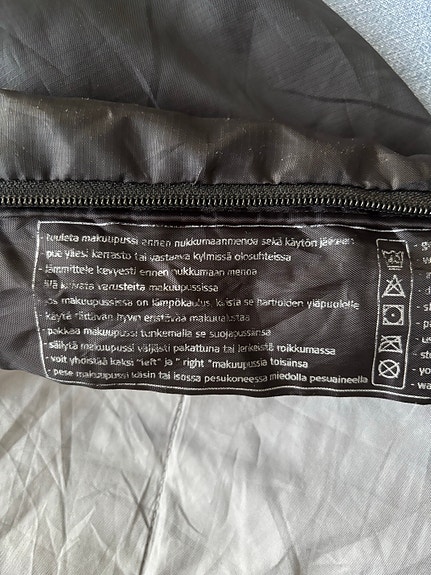 - tuuleta makuupussi ennen nukkumaanmenoa sekä käytön jälkeen
pue yllesi kerrasto tai vastaava kylmissä olosuhteissa
- lämmittele kevyesti ennen nukkumaan menoa
älä kuivata varusteita makuupussissa
jos makuupussissa on lämpökaulus, kiristä se hartioiden yläpuolelle
käytä riittävän hyvin eristävää makuualustaa
- pakkaa makuupussi tunkemalla se suojapussiinsa
- säilytä makuupussi väljästi pakattuna tai lenkeistä roikkumassa
- voit yhdistää kaksi "left" ja " right "makuupussia toisiinsa
- pese makuupussi käsin tai isossa pesukoneessa miedolla pesuaineella